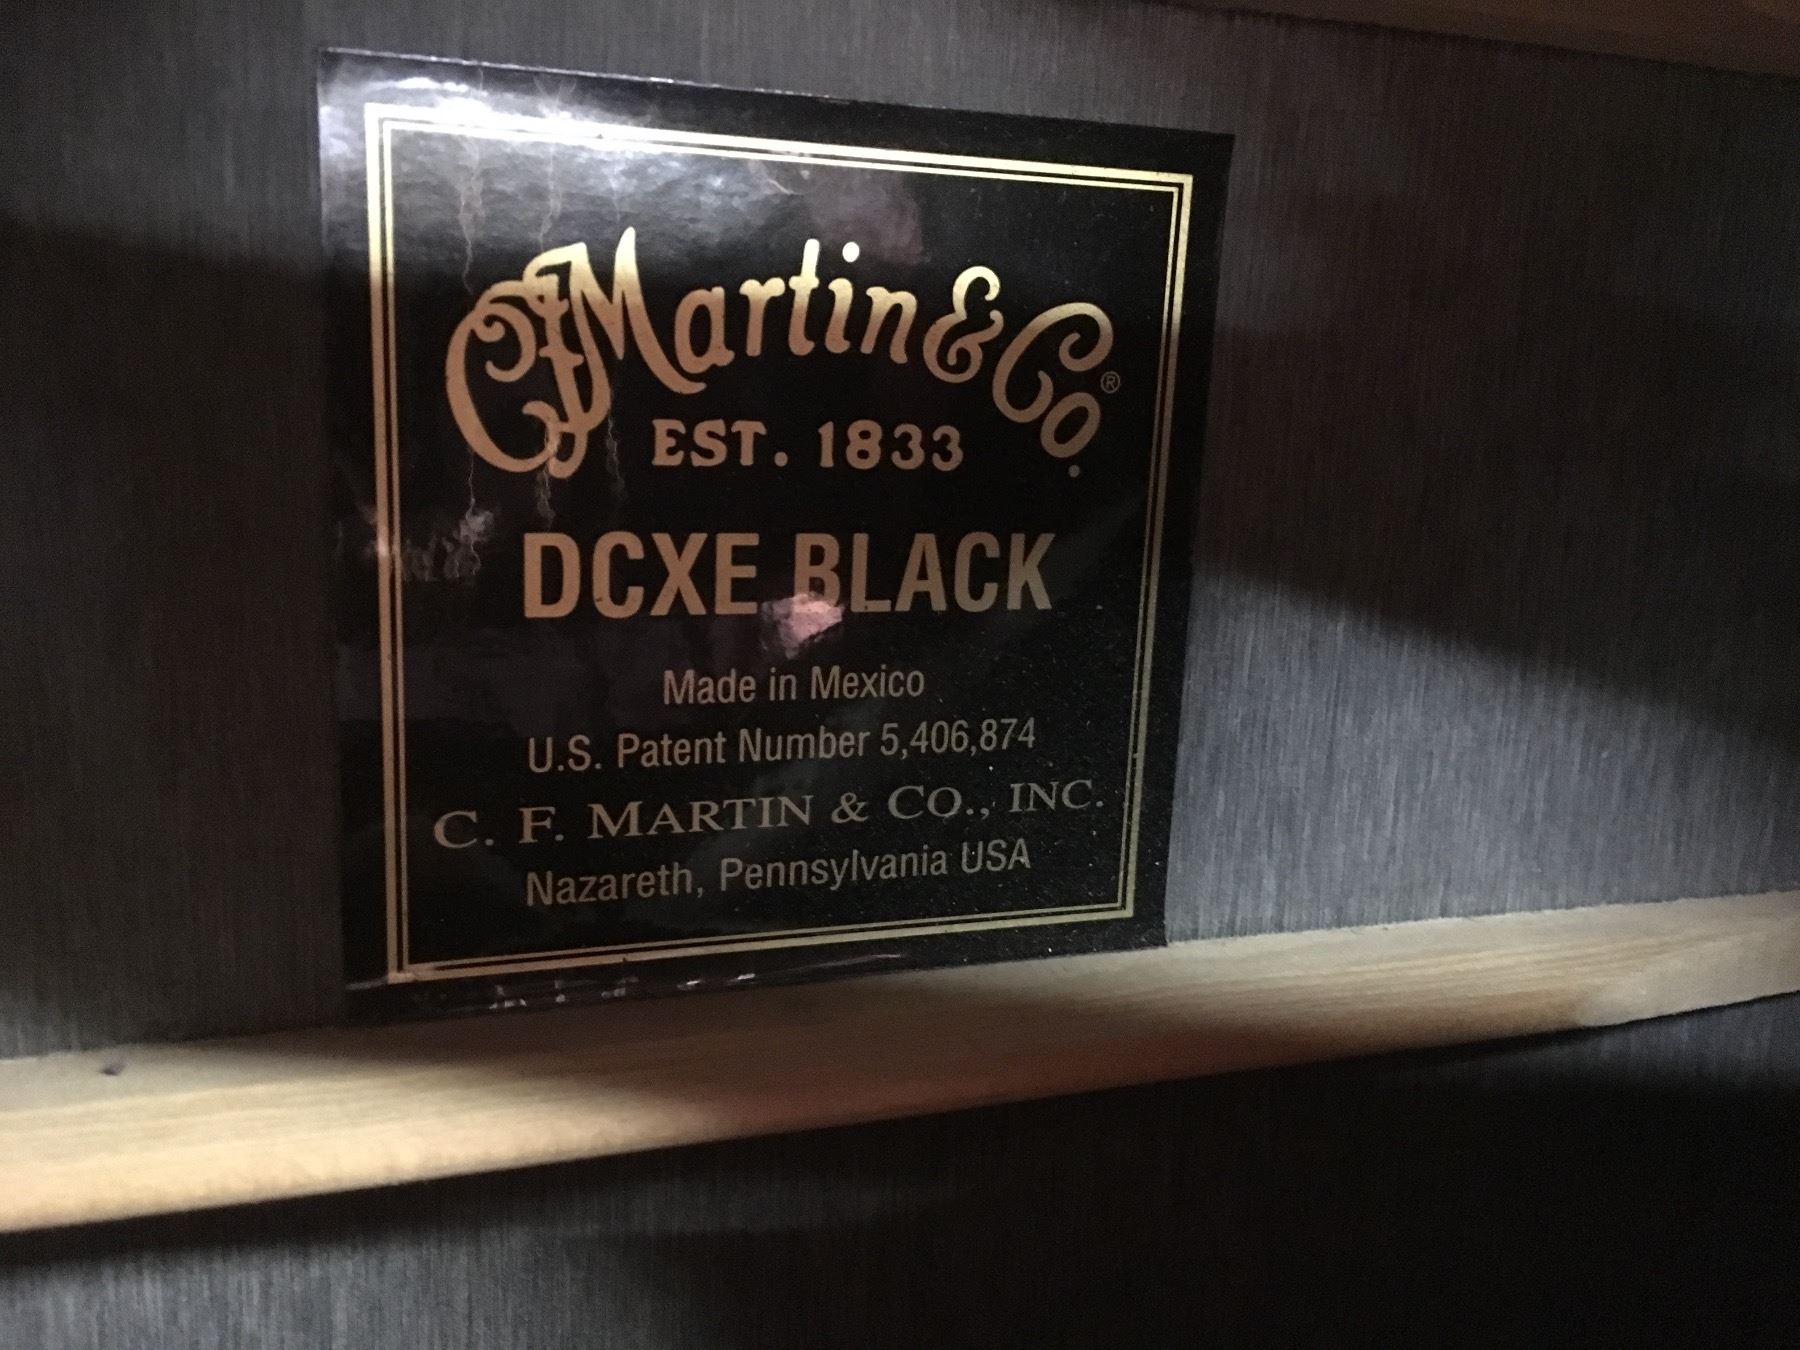 CF Martin & Co.®
EST. 1833
DCXE BLACK
Made in Mexico
U.S. Patent Number 5,406,874
C. F. MARTIN & CO., INC.
Nazareth, Pennsylvania USA